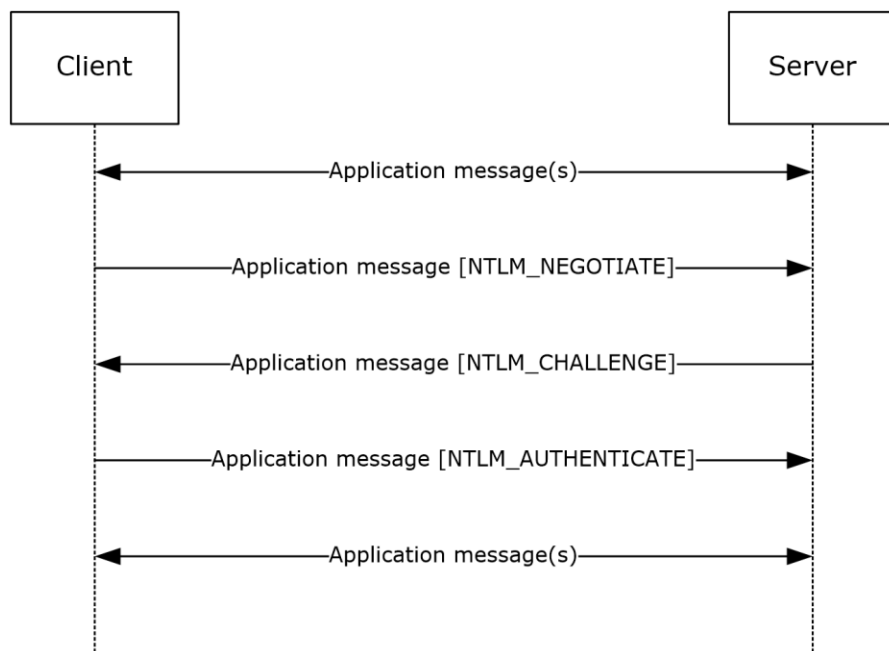 Client
Server
Application message(s)
Application message [NTLM_NEGOTIATE]
Application message [NTLM_CHALLENGE]
Application message [NTLM_AUTHENTICATE]
Application message(s)